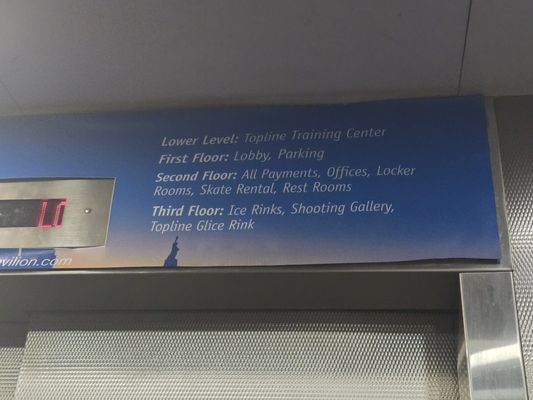 Lower Level: Topline Training Center
First Floor: Lobby, Parking
Second Floor: All Payments, Offices, Locker
Rooms, Skate Rental, Rest Rooms
Third Floor: Ice Rinks, Shooting Gallery,
Topline Glice Rink
vilion.com